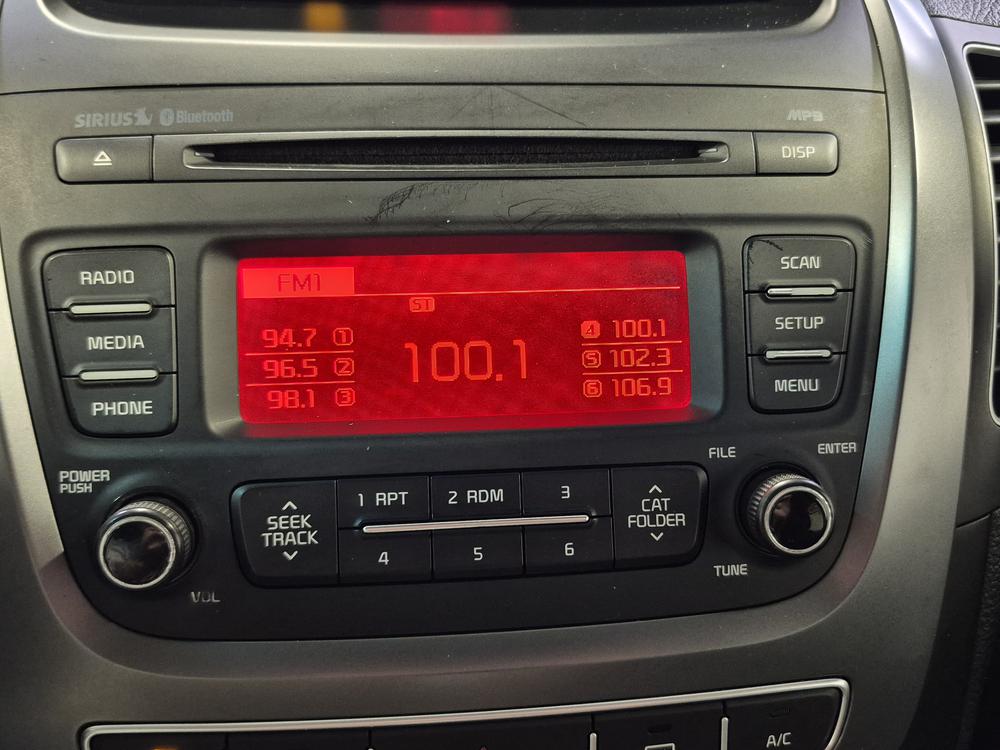 SIRIUS Bluetooth MP3
DISP
RADIO
MEDIA
PHONE
FM1
ST
94.7 1
96.5 2
98.1 3
100.1
4 100.1
5 102.3
6 106.9
SCAN
SETUP
MENU
POWER
PUSH
VOL
SEEK
TRACK
1 RPT
2 RDM
3
4
5
6
CAT
FOLDER
FILE
ENTER
TUNE
A/C